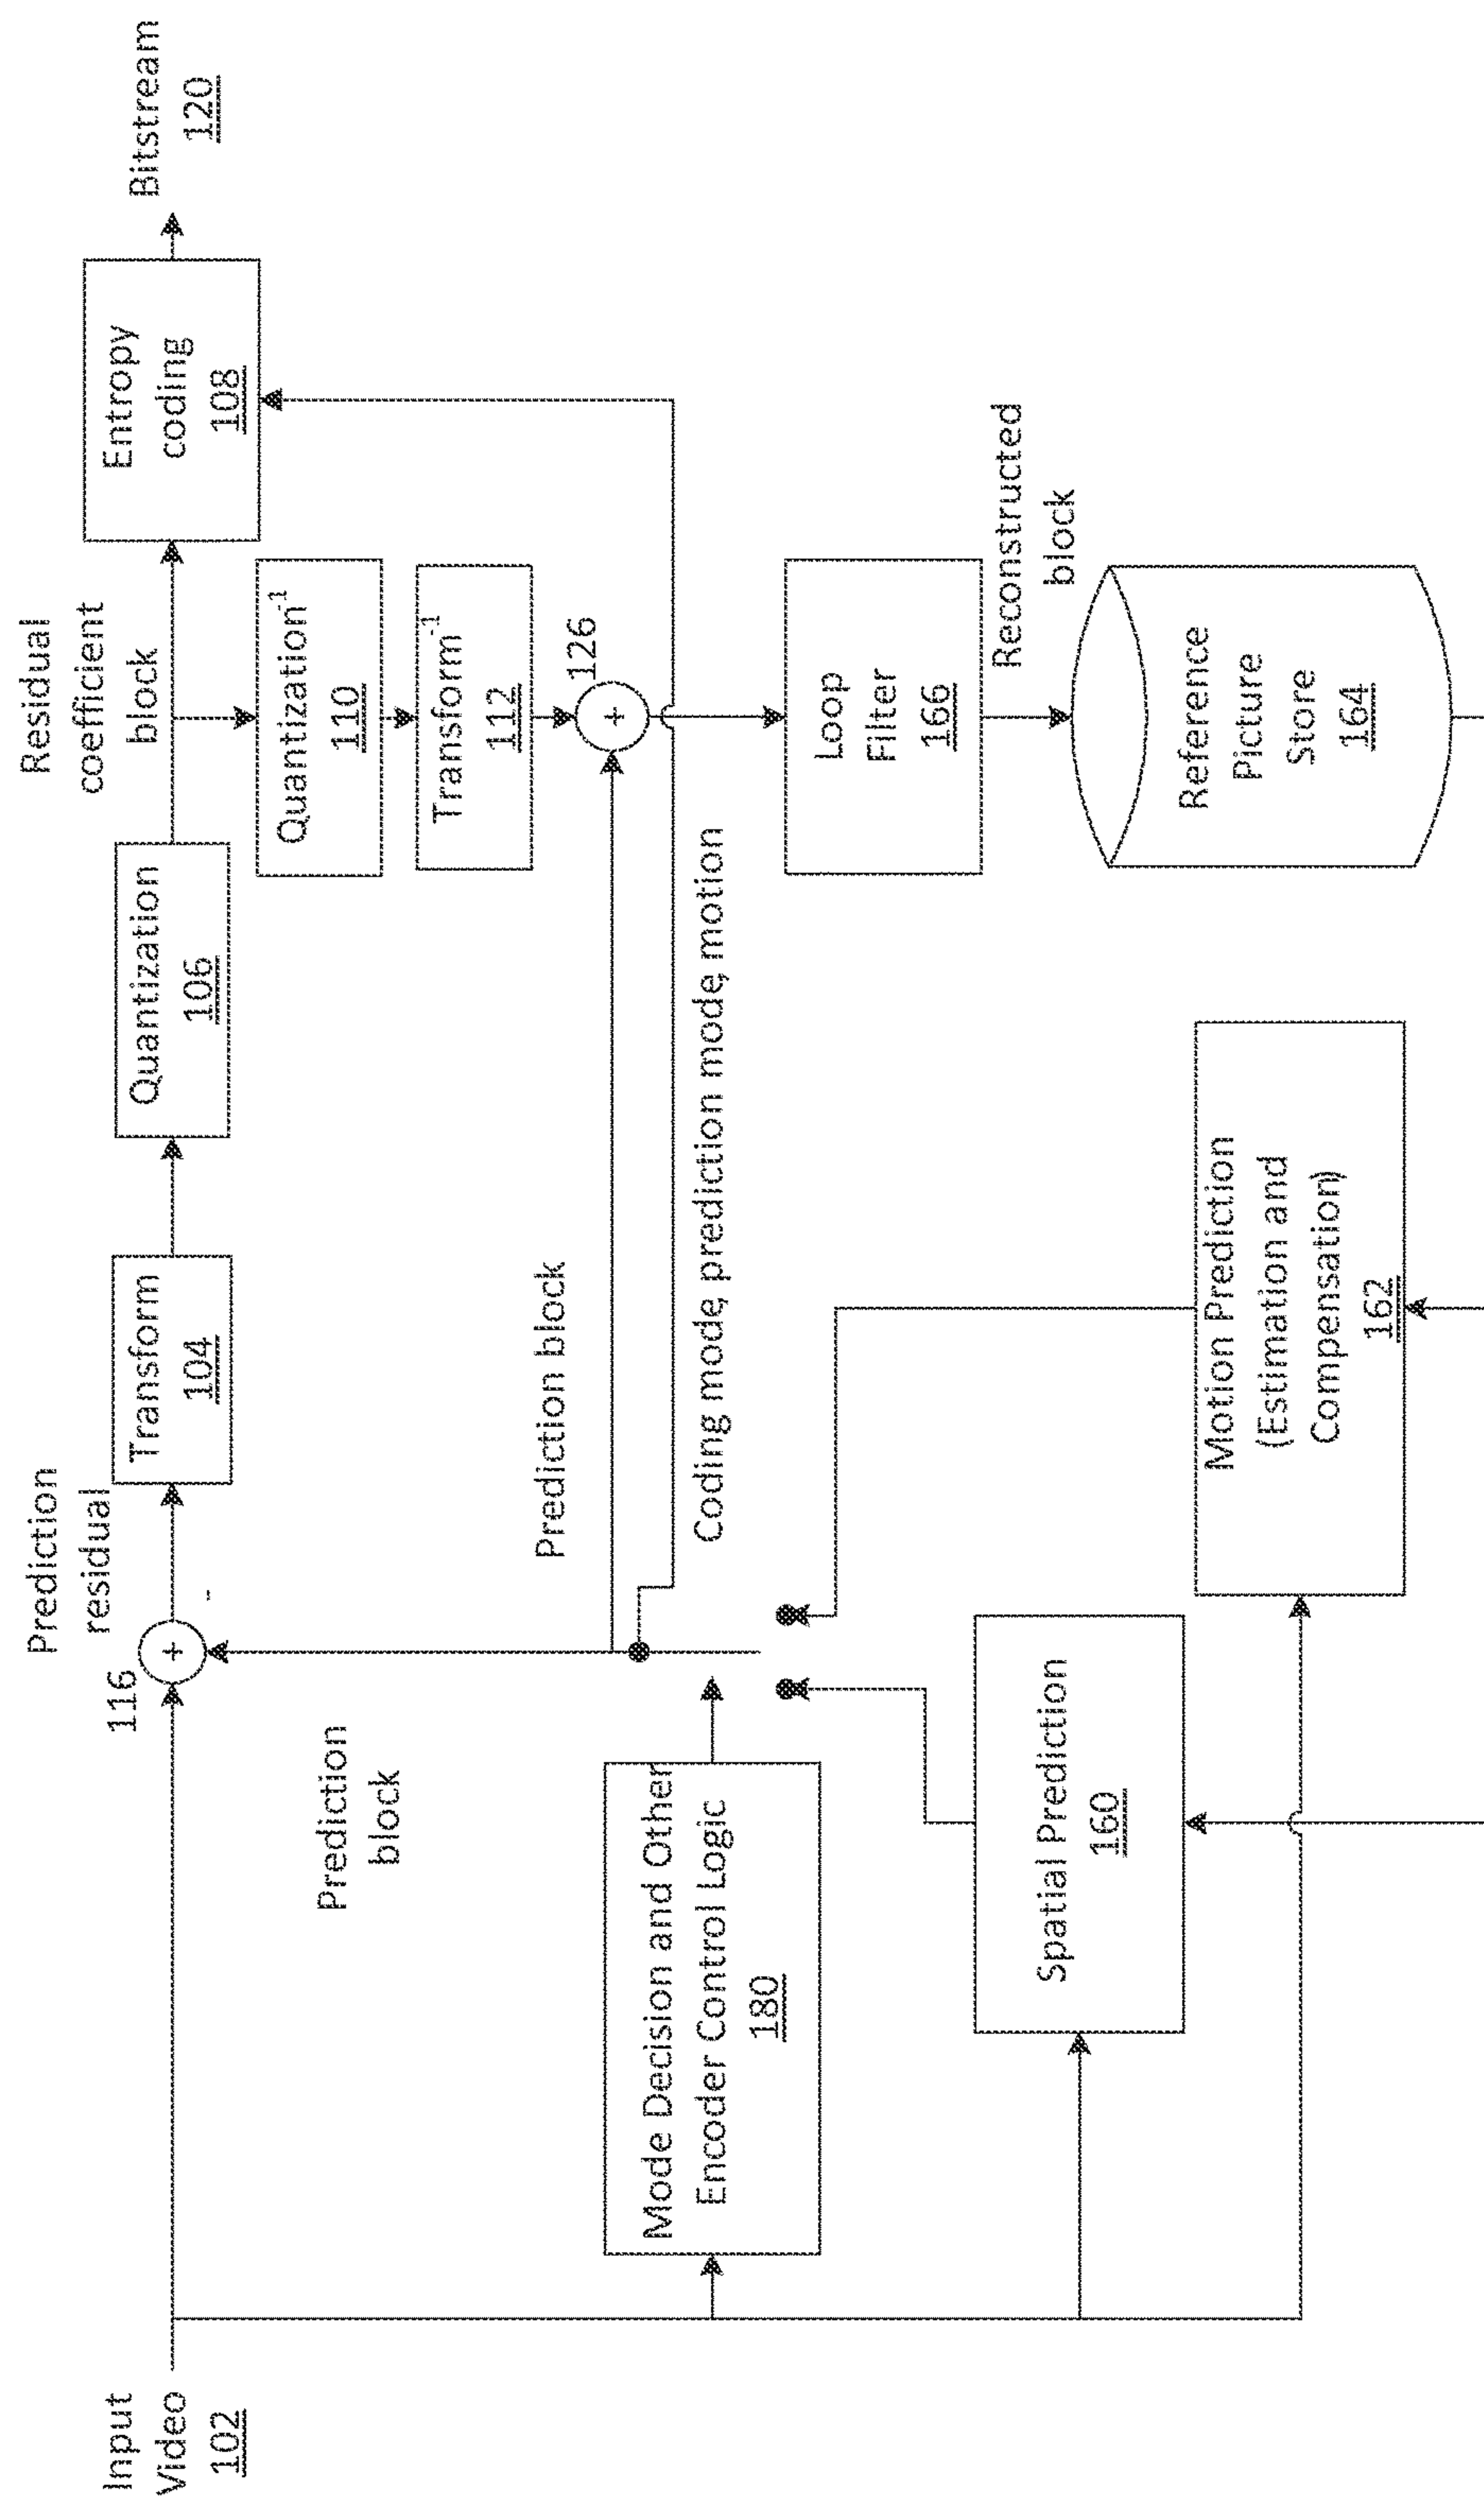 Input
Video
102
116
Prediction
residual
-
+
Transform
104
Quantization
106
Residual
coefficient
block
Entropy
coding
108
Bitstream
120
Quantization-1
110
Transform-1
112
126
+
Prediction
block
Prediction block
Coding mode, prediction mode, motion
Mode Decision and Other
Encoder Control Logic
180
Loop
Filter
166
Reconstructed
block
Spatial Prediction
160
Motion Prediction
(Estimation and
Compensation)
162
Reference
Picture
Store
164